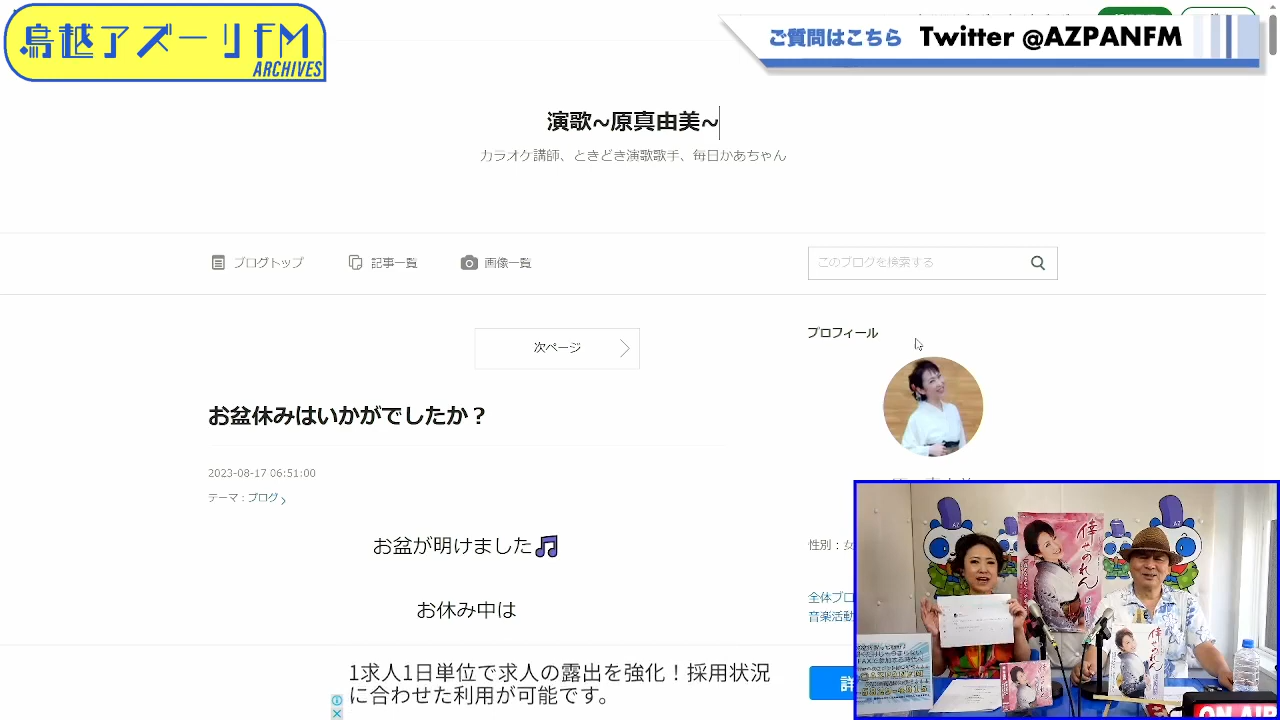 鳥越アズーリFM
ARCHIVES
ご質問はこちら Twitter @AZPANFM
演歌~原真由美~
カラオケ講師、ときどき演歌歌手、毎日かあちゃん
ブログトップ
記事一覧
画像一覧
このブログを検索する
次ページ
プロフィール
お盆休みはいかがでしたか？
2023-08-17 06:51:00
テーマ：ブログ
お盆が明けました
お休み中は
性別：女
全体ブロ
音楽活動
1求人1日単位で求人の露出を強化！採用状況
に合わせた利用が可能です。
詳
倖せのれん
ON AIR